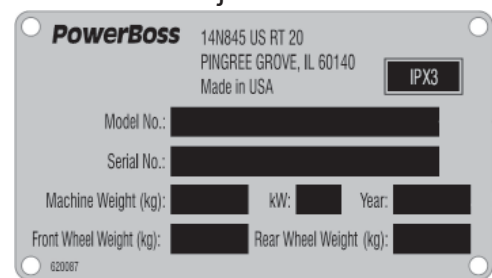 PowerBoss
14N845 US RT 20
PINGREE GROVE, IL 60140
Made in USA
IPX3
Model No.:
Serial No.:
Machine Weight (kg): kW: Year:
Front Wheel Weight (kg): Rear Wheel Weight (kg):
620087